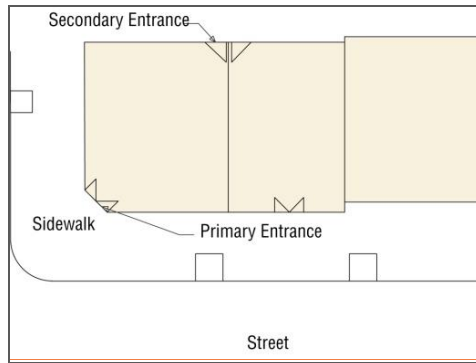 Secondary Entrance
Sidewalk
Primary Entrance
Street